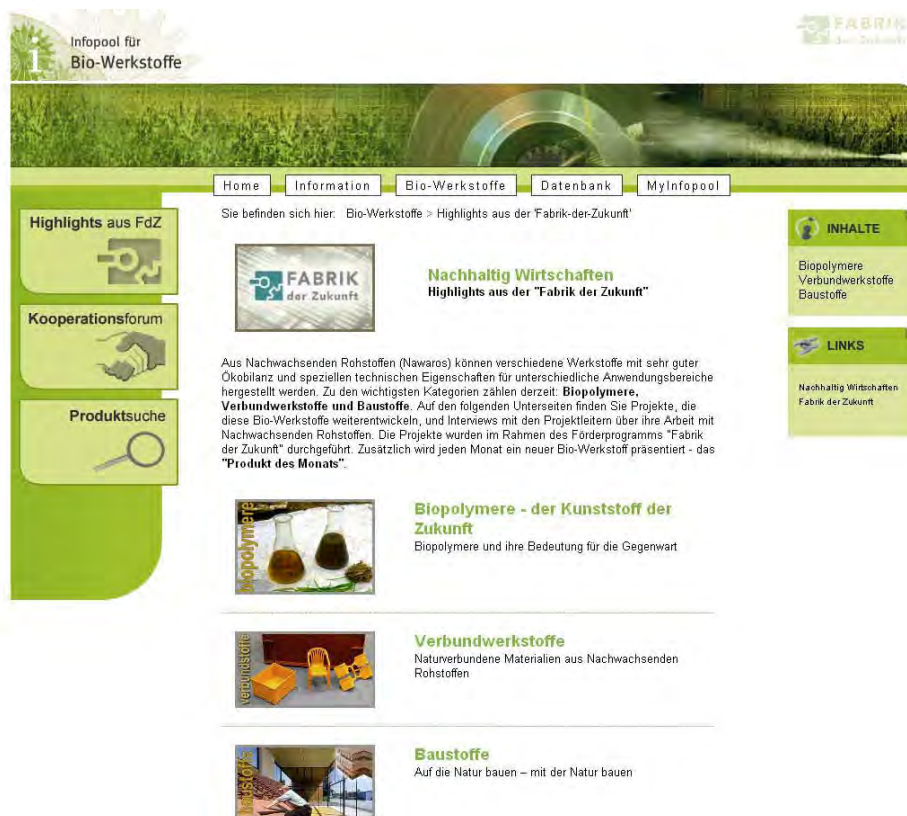 i
Infopool für
Bio-Werkstoffe
FABRIK
der Zukunft
Home
Information
Bio-Werkstoffe
Datenbank
MyInfopool
Highlights aus FdZ
Kooperationsforum
Produktsuche
Sie befinden sich hier: Bio-Werkstoffe > Highlights aus der 'Fabrik-der-Zukunft'
FABRIK
der Zukunft
Nachhaltig Wirtschaften
Highlights aus der "Fabrik der Zukunft"
Aus Nachwachsenden Rohstoffen (Nawaros) können verschiedene Werkstoffe mit sehr guter
Ökobilanz und speziellen technischen Eigenschaften für unterschiedliche Anwendungsbereiche
hergestellt werden. Zu den wichtigsten Kategorien zählen derzeit: Biopolymere,
Verbundwerkstoffe und Baustoffe. Auf den folgenden Unterseiten finden Sie Projekte, die
diese Bio-Werkstoffe weiterentwickeln, und Interviews mit den Projektleitern über ihre Arbeit mit
Nachwachsenden Rohstoffen. Die Projekte wurden im Rahmen des Förderprogramms "Fabrik
der Zukunft" durchgeführt. Zusätzlich wird jeden Monat ein neuer Bio-Werkstoff präsentiert - das
"Produkt des Monats".
biopolymere
Biopolymere - der Kunststoff der
Zukunft
Biopolymere und ihre Bedeutung für die Gegenwart
verbundstoffe
Verbundwerkstoffe
Naturverbundene Materialien aus Nachwachsenden
Rohstoffen
baustoffe
Baustoffe
Auf die Natur bauen – mit der Natur bauen
INHALTE
Biopolymere
Verbundwerkstoffe
Baustoffe
LINKS
Nachhaltig Wirtschaften
Fabrik der Zukunft